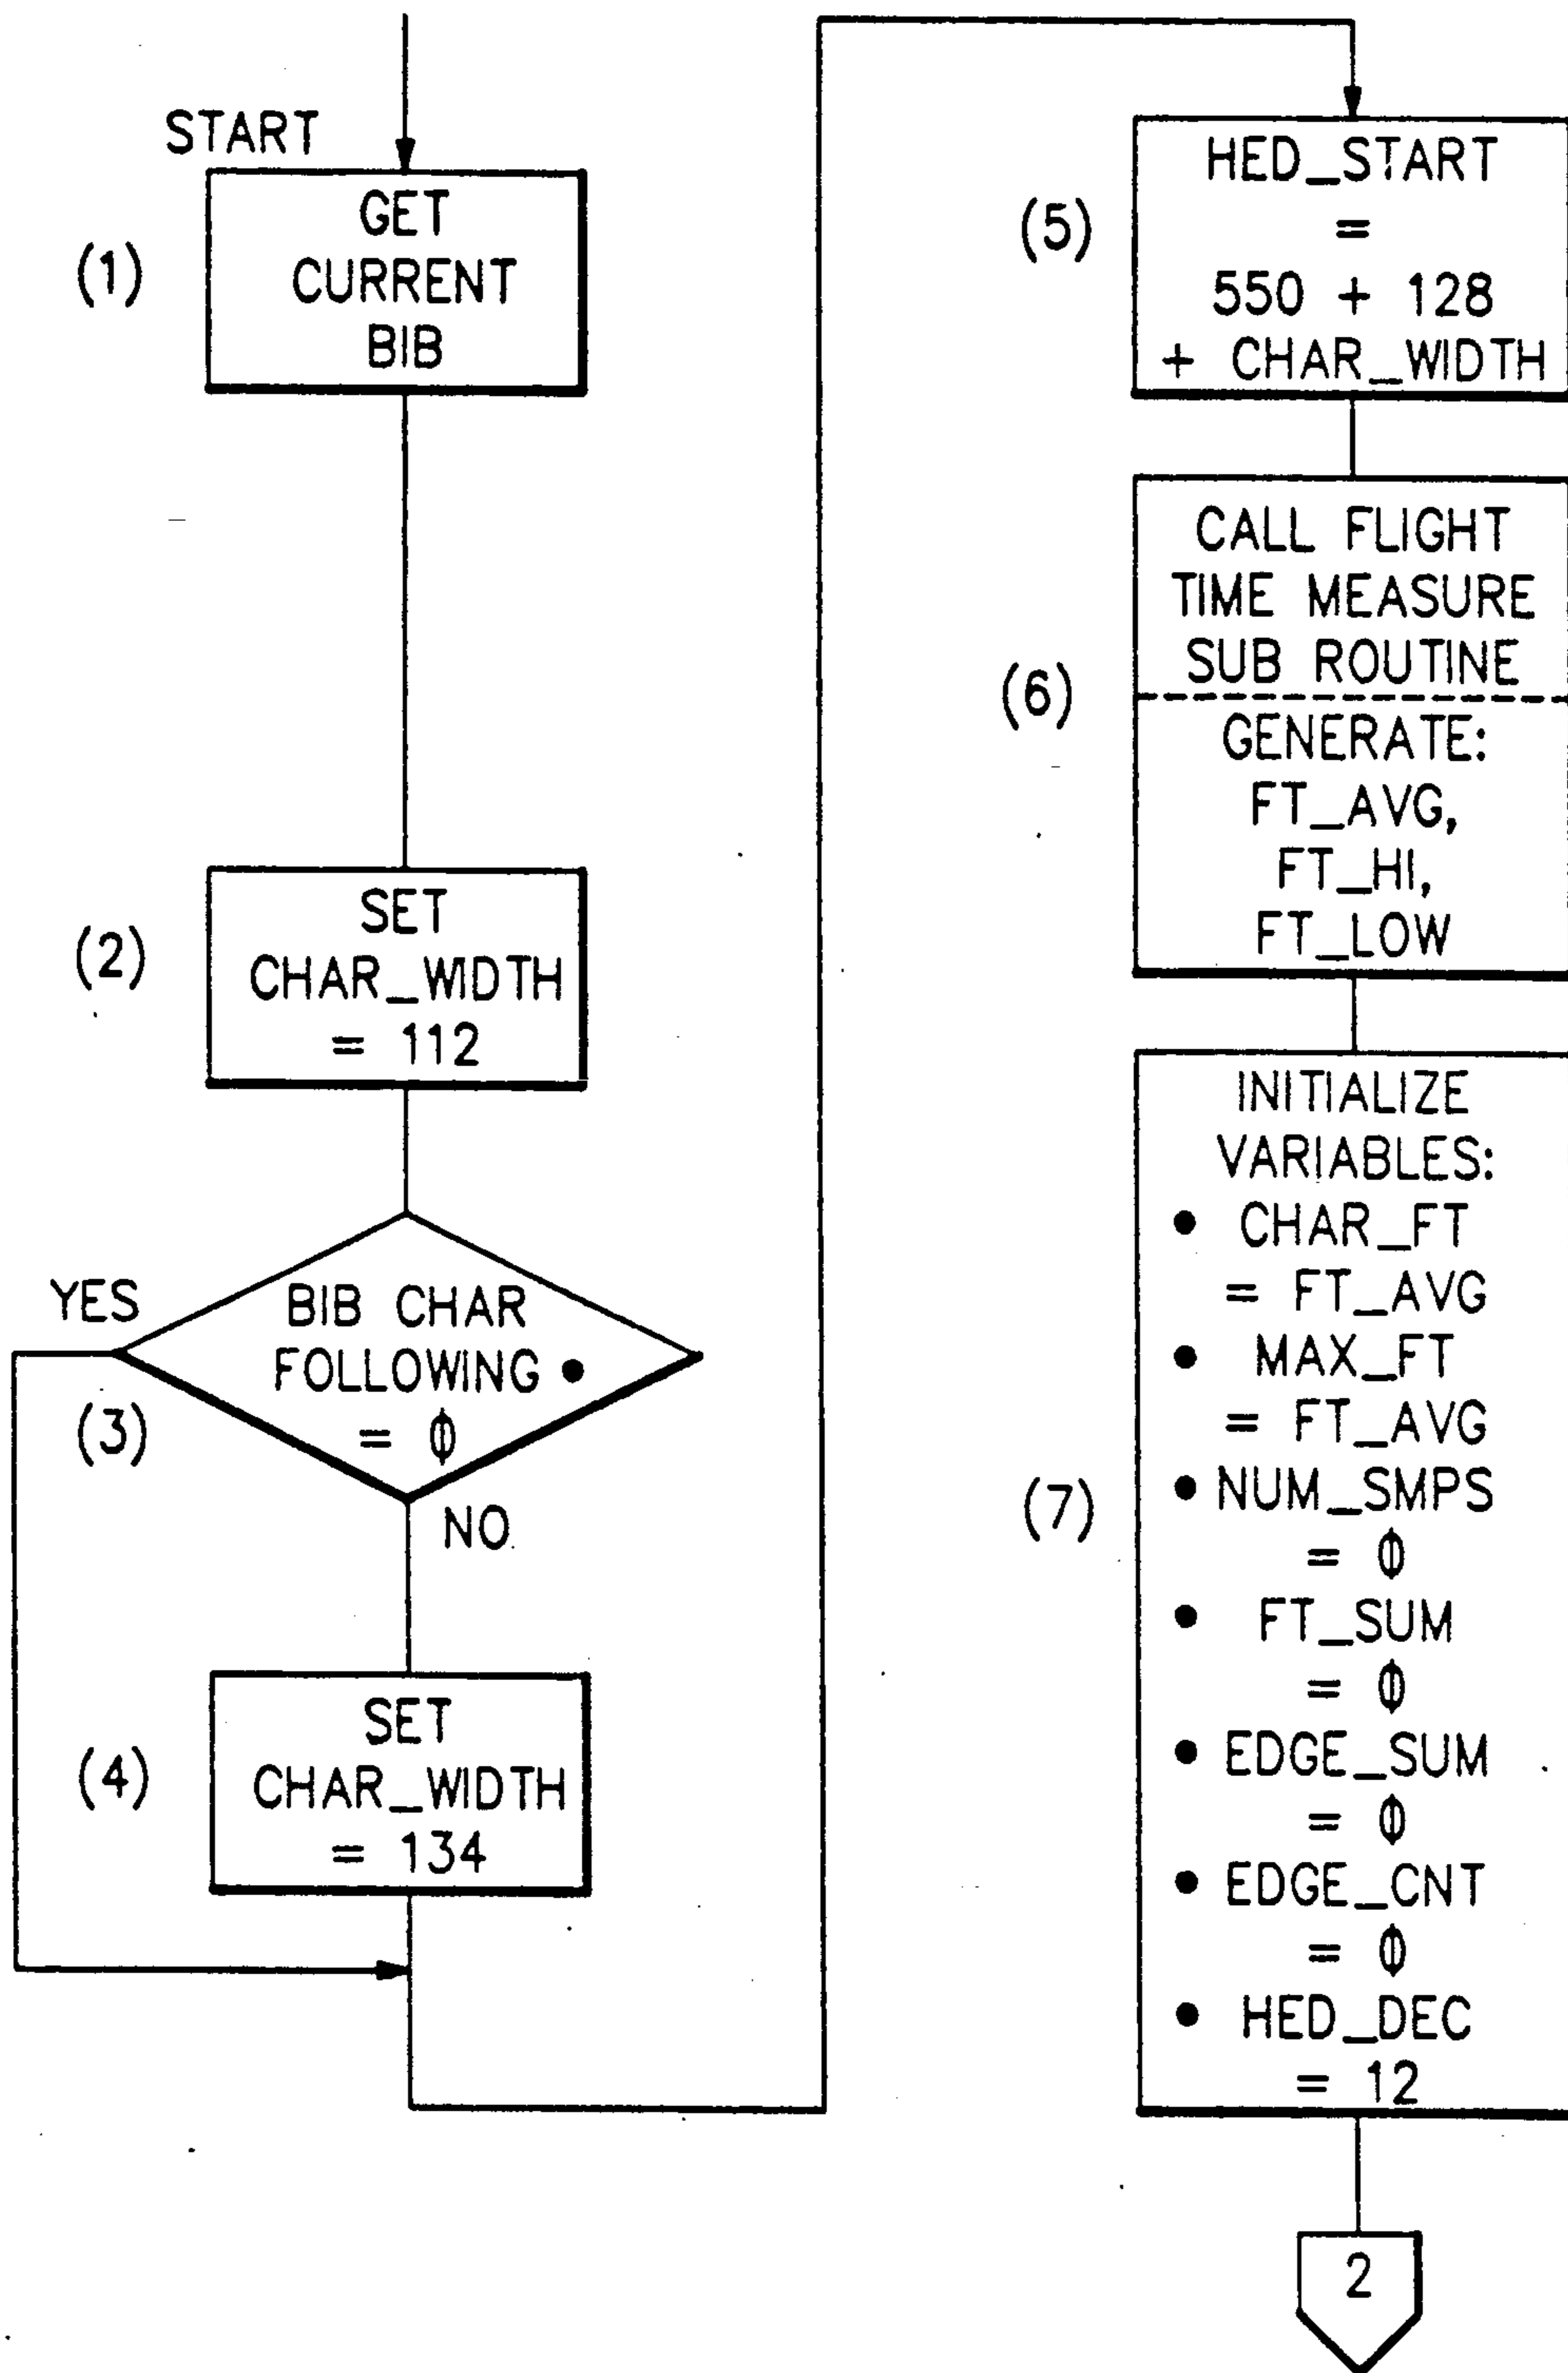 START
(1)
GET
CURRENT
BIB
(2)
SET
CHAR_WIDTH
= 112
YES
(3)
BIB CHAR
FOLLOWING •
= ϕ
NO
(4)
SET
CHAR_WIDTH
= 134
(5)
HED_START
=
550 + 128
+ CHAR_WIDTH
(6)
CALL FLIGHT
TIME MEASURE
SUB ROUTINE
GENERATE:
FT_AVG,
FT_HI,
FT_LOW
(7)
INITIALIZE
VARIABLES:
• CHAR_FT
= FT_AVG
• MAX_FT
= FT_AVG
• NUM_SMPS
= ϕ
• FT_SUM
= ϕ
• EDGE_SUM
= ϕ
• EDGE_CNT
= ϕ
• HED_DEC
= 12
2